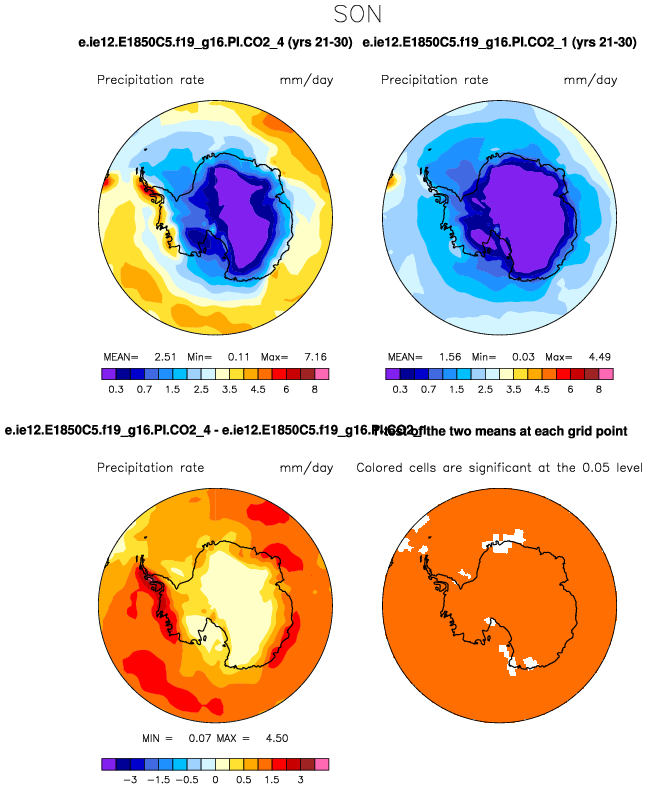 SON
e.ie12.E1850C5.f19_g16.PI.CO2_4 (yrs 21-30) e.ie12.E1850C5.f19_g16.PI.CO2_1 (yrs 21-30)
Precipitation rate mm/day Precipitation rate mm/day
MEAN= 2.51 Min= 0.11 Max= 7.16 MEAN= 1.56 Min= 0.03 Max= 4.49
0.3 0.7 1.5 2.5 3.5 4.5 6 8 0.3 0.7 1.5 2.5 3.5 4.5 6 8
e.ie12.E1850C5.f19_g16.PI.CO2_4 - e.ie12.E1850C5.f19_g16.PI.CO2_1 T-test of the two means at each grid point
Precipitation rate mm/day Colored cells are significant at the 0.05 level
MIN = 0.07 MAX = 4.50
-3 -1.5 -0.5 0 0.5 1.5 3